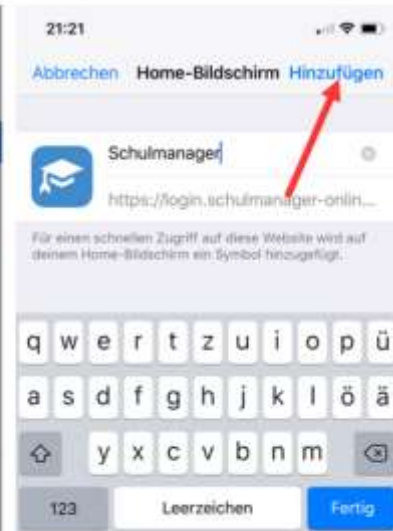 21:21
Abbrechen Home-Bildschirm Hinzufügen
Schulmanager
https://login.schulmanager-onlin...
Für einen schnellen Zugriff auf diese Website wird auf
deinem Home-Bildschirm ein Symbol hinzugefügt.
q w e r t z u i o p ü
a s d f g h j k l ö ä
y x c v b n m
123 Leerzeichen Fertig